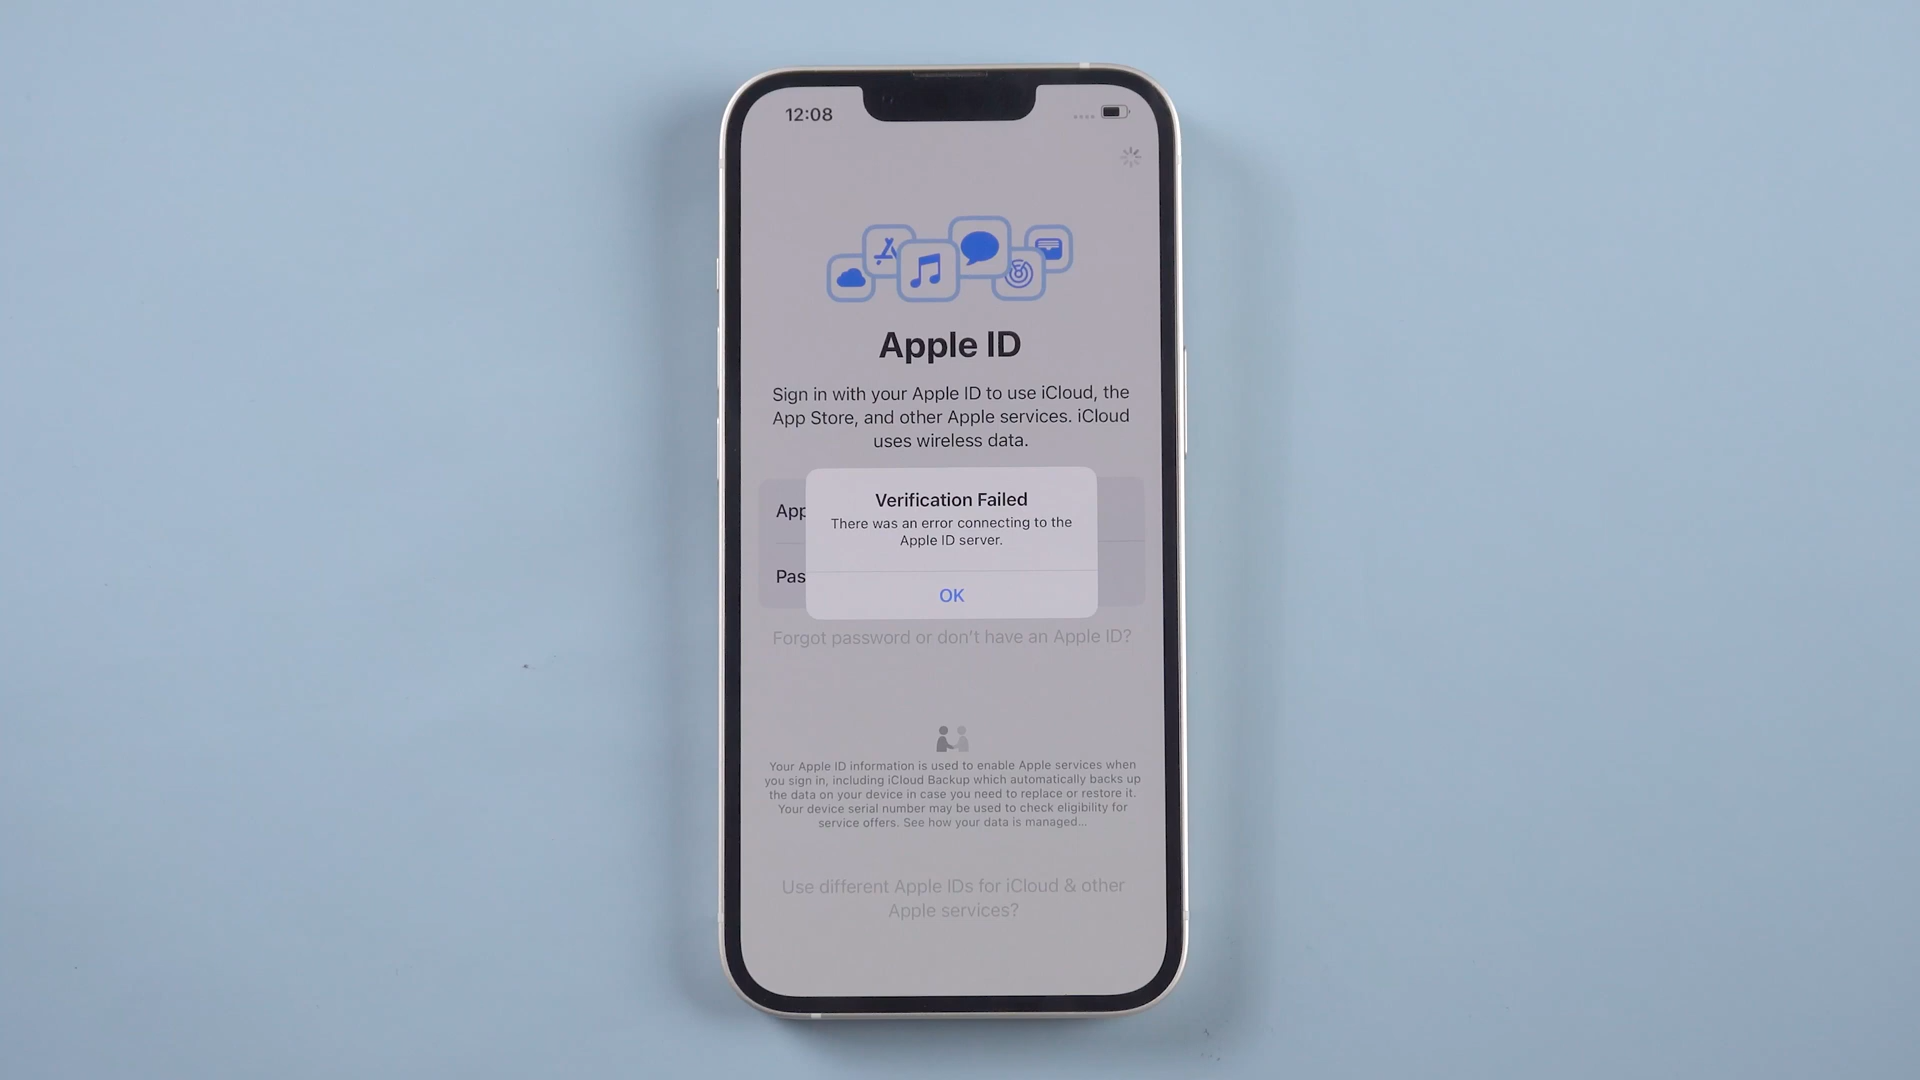 12:08
Apple ID
Sign in with your Apple ID to use iCloud, the
App Store, and other Apple services. iCloud
uses wireless data.
App
Verification Failed
There was an error connecting to the
Apple ID server.
Pas
OK
Forgot password or don't have an Apple ID?
Your Apple ID information is used to enable Apple services when
you sign in, including iCloud Backup which automatically backs up
the data on your device in case you need to replace or restore it.
Your device serial number may be used to check eligibility for
service offers. See how your data is managed...
Use different Apple IDs for iCloud & other
Apple services?